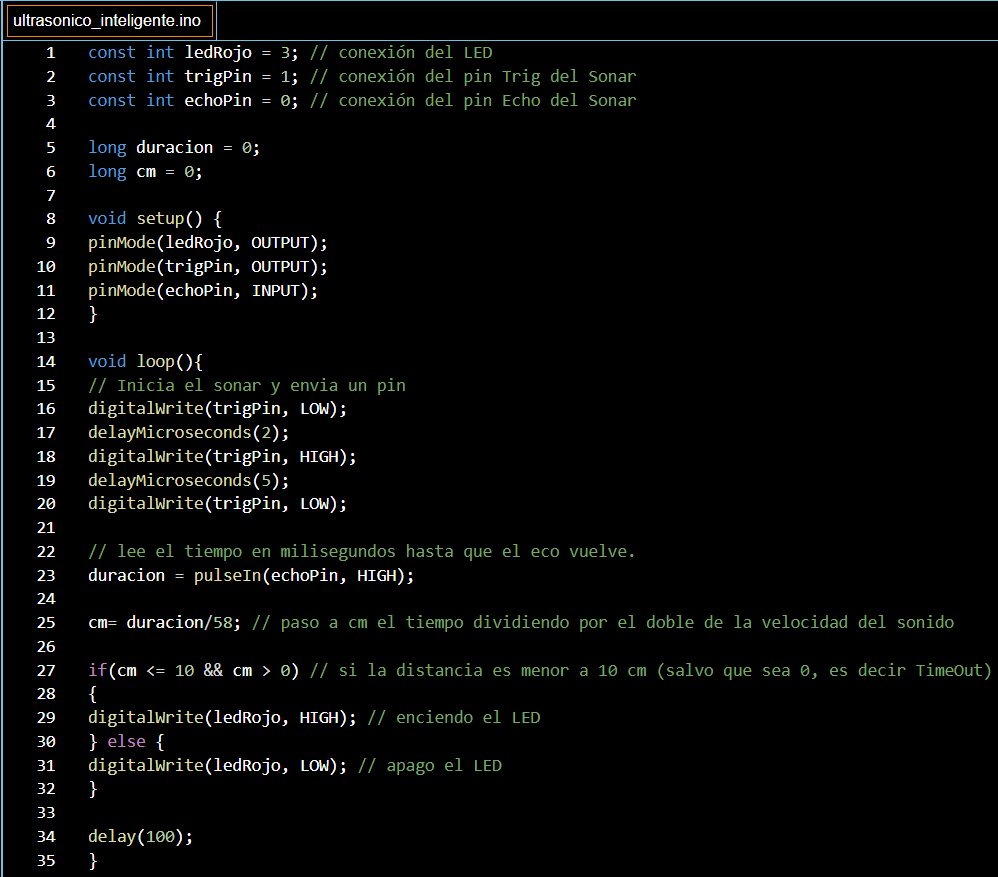 ultrasonico_inteligente.ino
1 const int ledRojo = 3; // conexión del LED
2 const int trigPin = 1; // conexión del pin Trig del Sonar
3 const int echoPin = 0; // conexión del pin Echo del Sonar
4
5 long duracion = 0;
6 long cm = 0;
7
8 void setup() {
9 pinMode(ledRojo, OUTPUT);
10 pinMode(trigPin, OUTPUT);
11 pinMode(echoPin, INPUT);
12 }
13
14 void loop(){
15 // Inicia el sonar y envia un pin
16 digitalWrite(trigPin, LOW);
17 delayMicroseconds(2);
18 digitalWrite(trigPin, HIGH);
19 delayMicroseconds(5);
20 digitalWrite(trigPin, LOW);
21
22 // lee el tiempo en milisegundos hasta que el eco vuelve.
23 duracion = pulseIn(echoPin, HIGH);
24
25 cm= duracion/58; // paso a cm el tiempo dividiendo por el doble de la velocidad del sonido
26
27 if(cm <= 10 && cm > 0) // si la distancia es menor a 10 cm (salvo que sea 0, es decir TimeOut)
28 {
29 digitalWrite(ledRojo, HIGH); // enciendo el LED
30 } else {
31 digitalWrite(ledRojo, LOW); // apago el LED
32 }
33
34 delay(100);
35 }